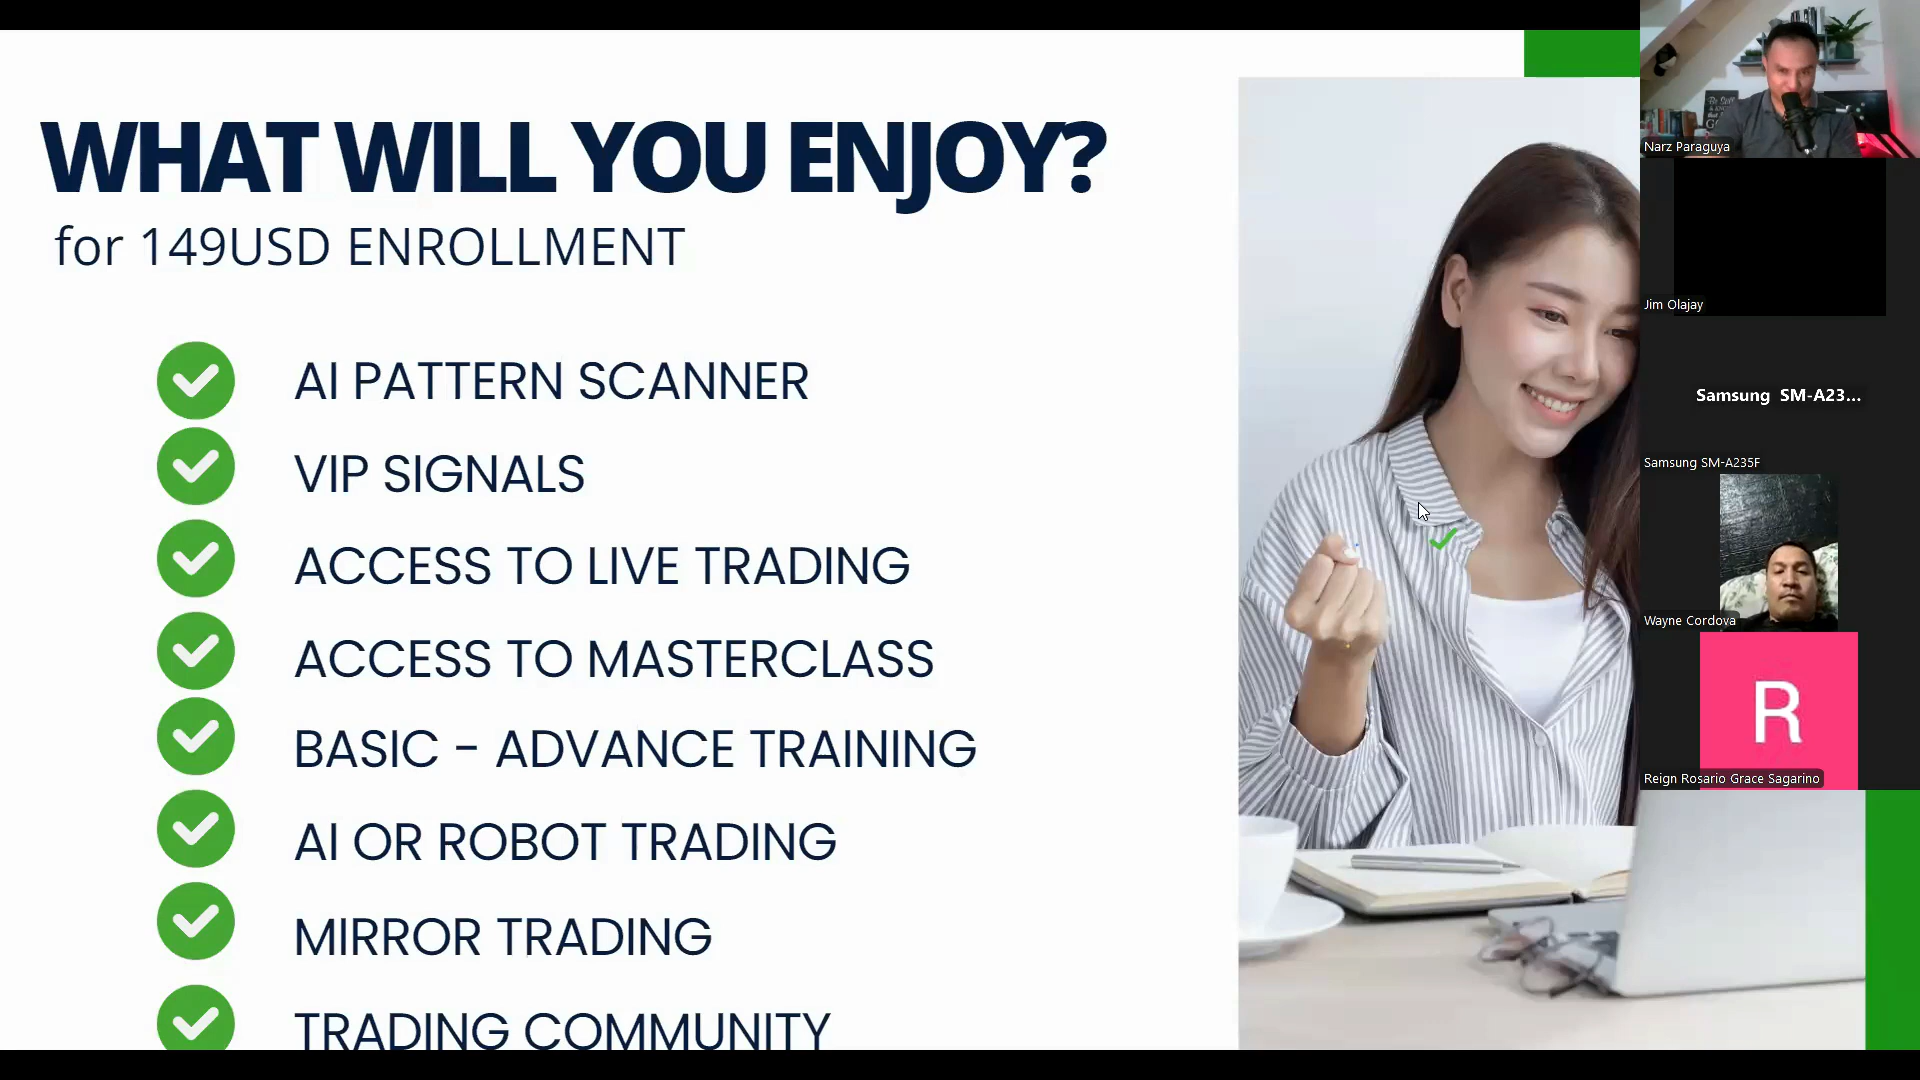 WHAT WILL YOU ENJOY?
for 149USD ENROLLMENT
AI PATTERN SCANNER
VIP SIGNALS
ACCESS TO LIVE TRADING
ACCESS TO MASTERCLASS
BASIC - ADVANCE TRAINING
AI OR ROBOT TRADING
MIRROR TRADING
TRADING COMMUNITY
Narz Paraguya
Jim Olajay
Samsung SM-A23...
Samsung SM-A235F
Wayne Cordova
R
Reign Rosario Grace Sagarino